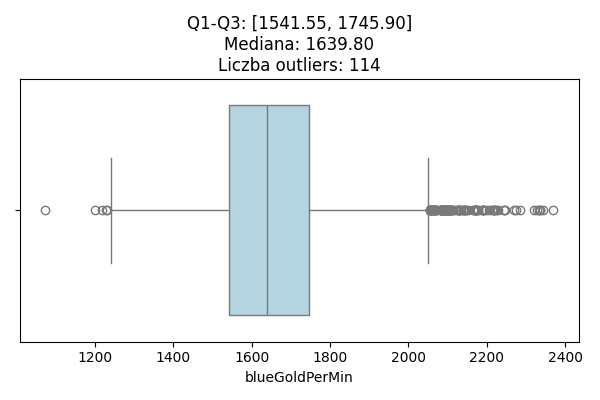 Q1-Q3: [1541.55, 1745.90]
Mediana: 1639.80
Liczba outliers: 114
1200 1400 1600 1800 2000 2200 2400
blueGoldPerMin